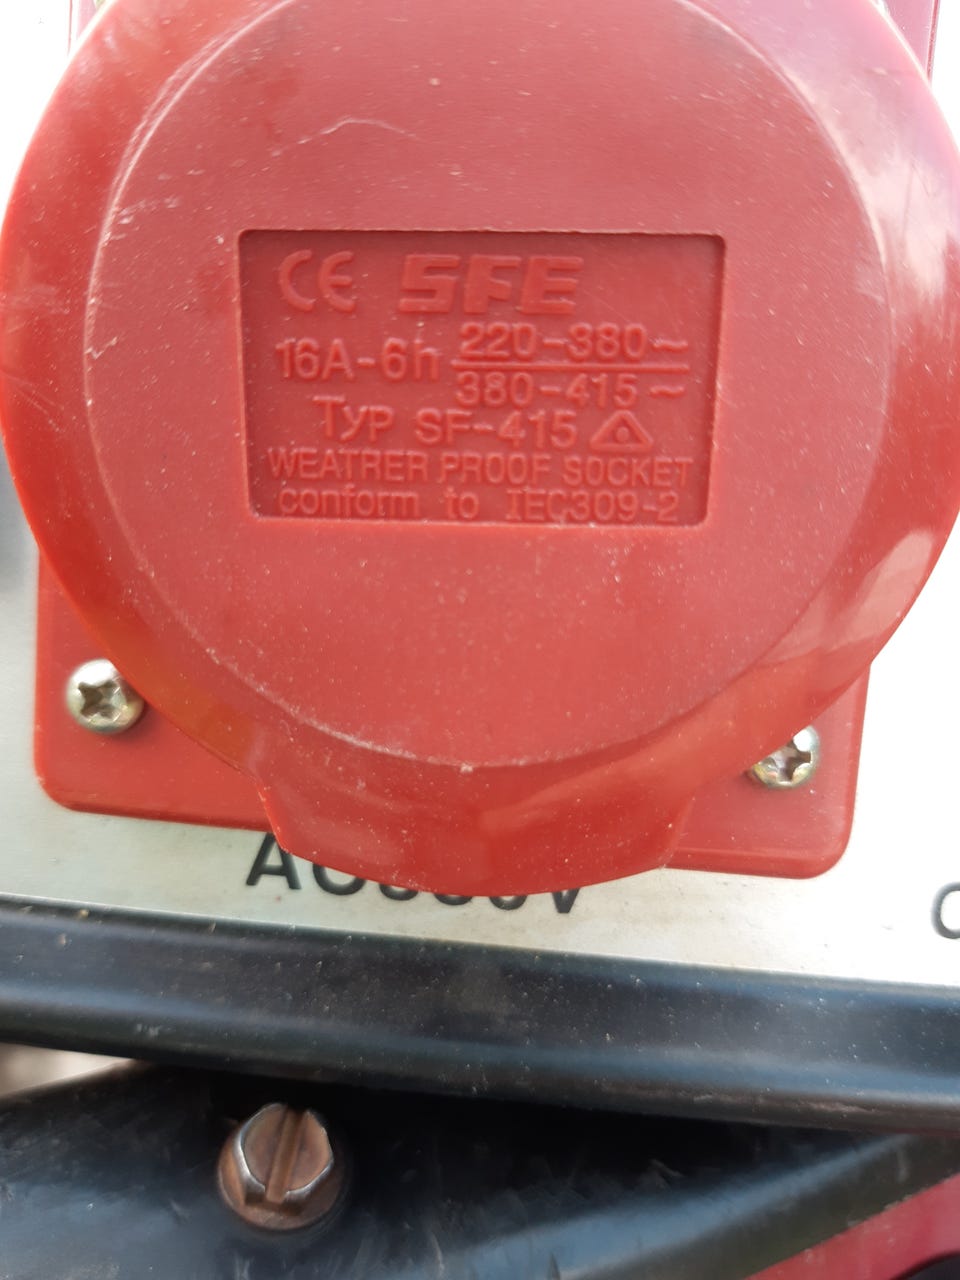 CE SFE
16A-6h 220-380~
380-415~
Typ SF-415
WEATRER PROOF SOCKET
conform to IEC309-2